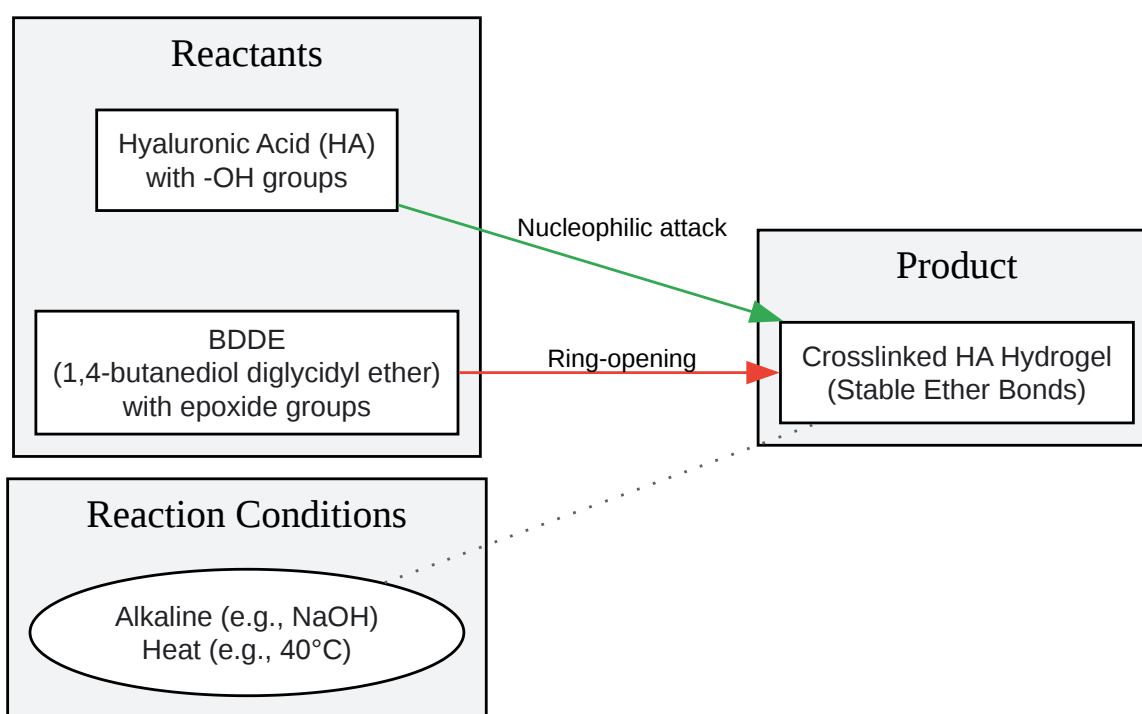 Reactants
Hyaluronic Acid (HA)
with -OH groups
Nucleophilic attack
Product
BDDE
(1,4-butanediol diglycidyl ether)
with epoxide groups
Ring-opening
Crosslinked HA Hydrogel
(Stable Ether Bonds)
Reaction Conditions
Alkaline (e.g., NaOH)
Heat (e.g., 40°C)